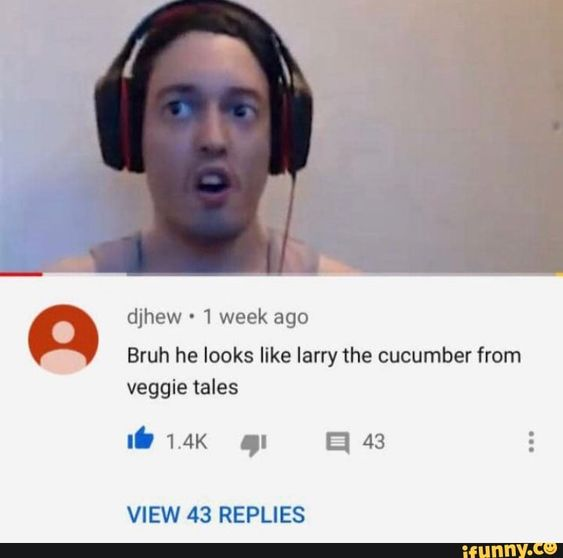 djhew • 1 week ago
Bruh he looks like larry the cucumber from
veggie tales
1.4K 43
VIEW 43 REPLIES
ifunny.co